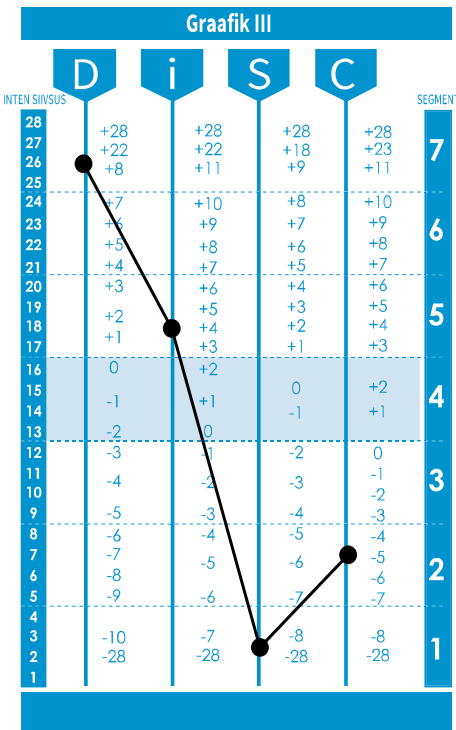 Graafik III
D i S C
INTEN SIIVSUS SEGMENT
28
+28 +28 +28 +28
27
+22 +22 +18 +23
7
26
+8 +11 +9 +11
25
24
+7 +10 +8 +10
23
+6 +9 +7 +9
6
22
+5 +8 +6 +8
21
+4 +7 +5 +7
20
+3 +6 +4 +6
19
+5 +3 +5
+2
5
18
+4 +2 +4
+1
17
+3 +1 +3
16
0 +2
15
0 +2
4
-1 +1
14
-1 +1
13
-2 0
12
-3 -1 -2 0
11
-1
-4 -2 -3
3
10
-2
9
-5 -3 -4 -3
8
-6 -4 -5 -4
7
-7 -5 -6 -5
2
6
-8 -6
5
-9 -6 -7 -7
4
3
-10 -7 -8 -8
1
2
-28 -28 -28 -28
1